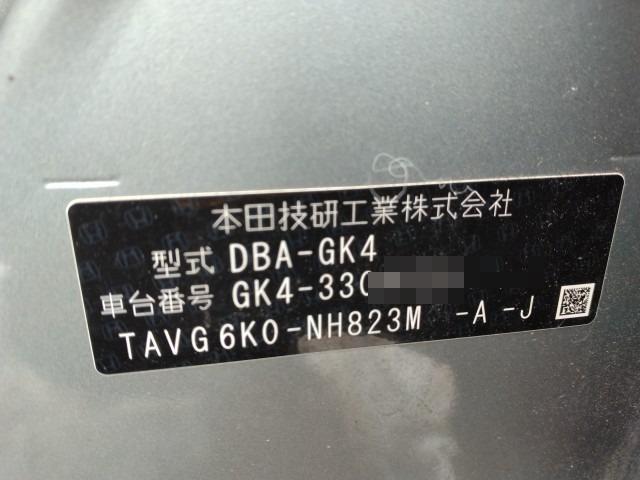 本田技研工業株式会社
型式 DBA-GK4
車台番号 GK4-330
TAVG6K0-NH823M -A -J